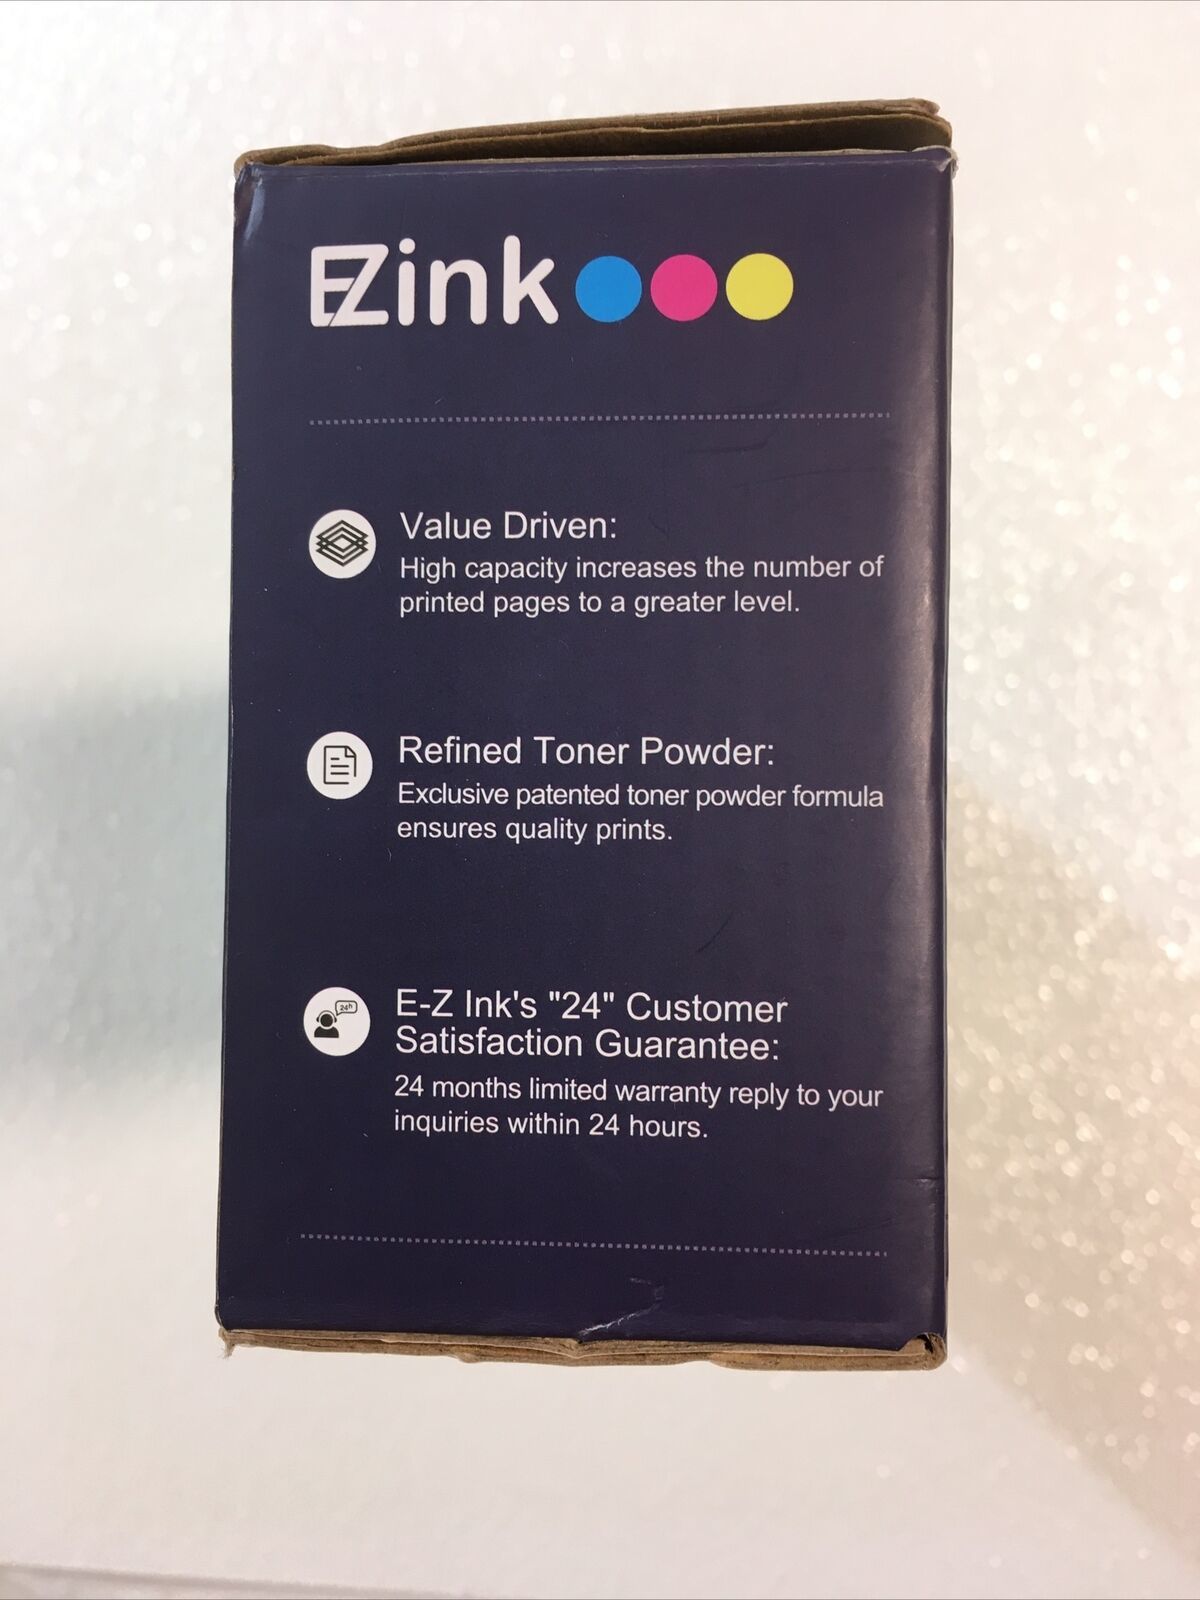 EZink
Value Driven:
High capacity increases the number of
printed pages to a greater level.
Refined Toner Powder:
Exclusive patented toner powder formula
ensures quality prints.
24h
E-Z Ink's "24" Customer
Satisfaction Guarantee:
24 months limited warranty reply to your
inquiries within 24 hours.